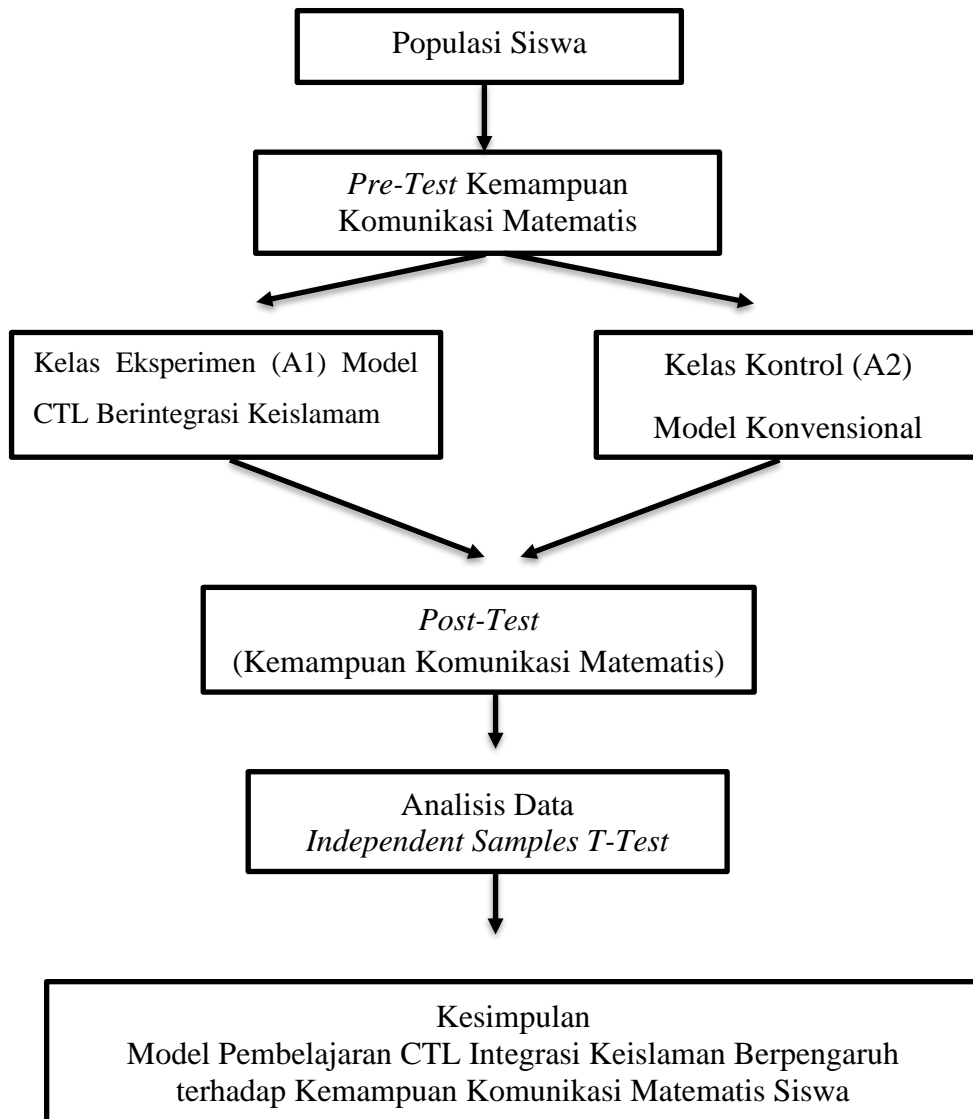 Populasi Siswa
Pre-Test Kemampuan
Komunikasi Matematis
Kelas Eksperimen (A1) Model
CTL Berintegrasi Keislamam
Kelas Kontrol (A2)
Model Konvensional
Post-Test
(Kemampuan Komunikasi Matematis)
Analisis Data
Independent Samples T-Test
Kesimpulan
Model Pembelajaran CTL Integrasi Keislaman Berpengaruh
terhadap Kemampuan Komunikasi Matematis Siswa